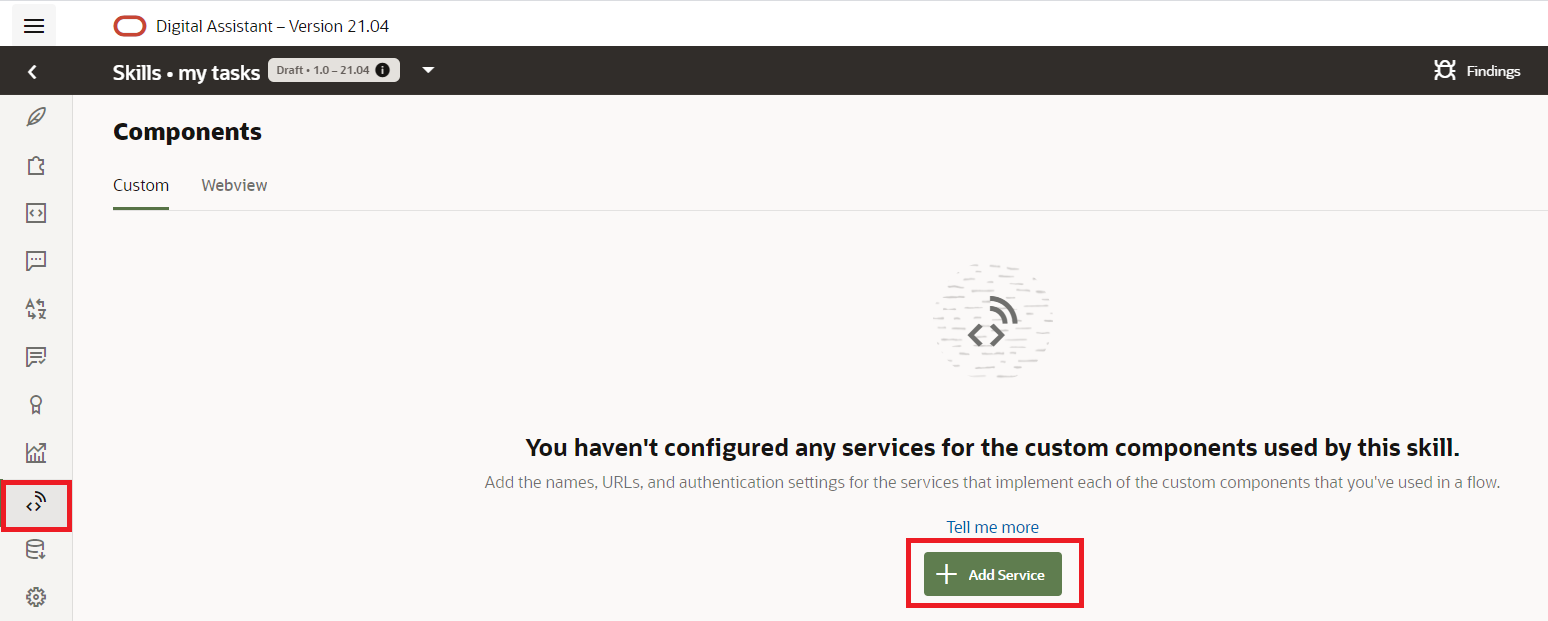 Digital Assistant – Version 21.04
Skills • my tasks Draft • 1.0 – 21.04 Findings
Components
Custom Webview
You haven't configured any services for the custom components used by this skill.
Add the names, URLs, and authentication settings for the services that implement each of the custom components that you've used in a flow.
Tell me more
Add Service